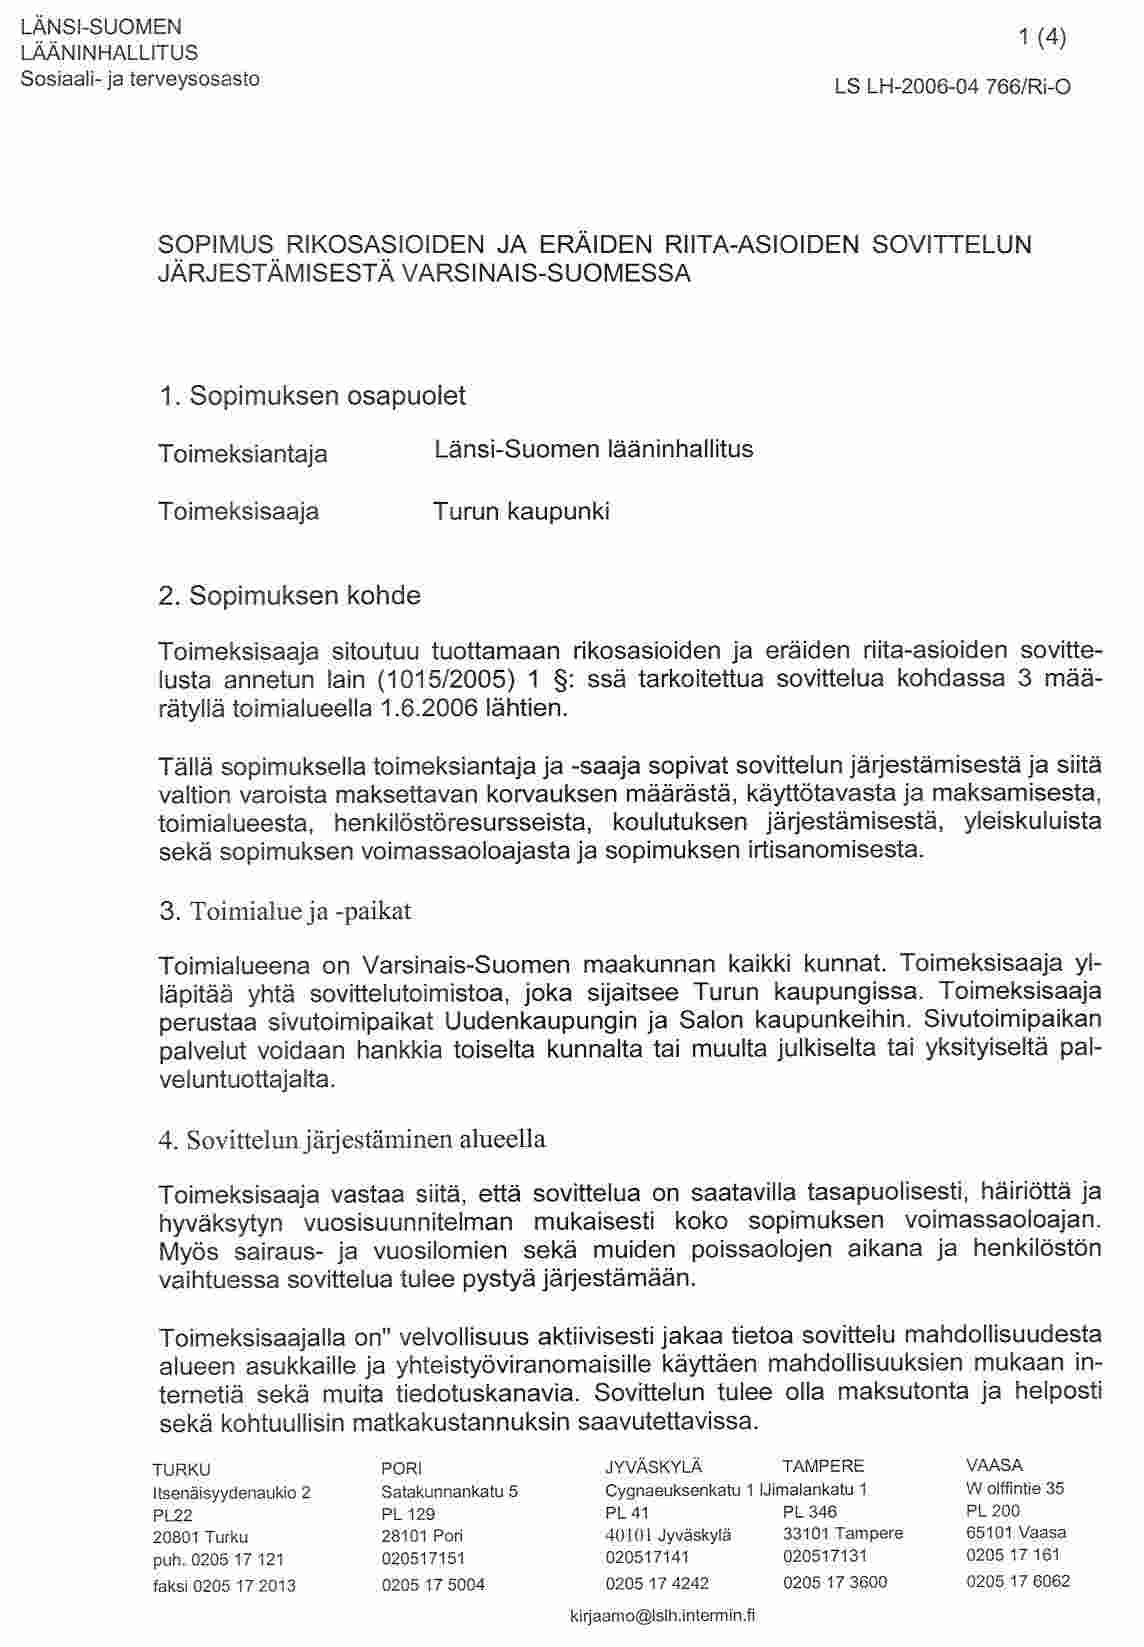 LÄNSI-SUOMEN
LÄÄNINHALLITUS
Sosiaali- ja terveysosasto
1 (4)
LS LH-2006-04 766/Ri-O
SOPIMUS RIKOSASIOIDEN JA ERÄIDEN RIITA-ASIOIDEN SOVITTELUN
JÄRJESTÄMISESTÄ VARSINAIS-SUOMESSA
1. Sopimuksen osapuolet
Toimeksiantaja Länsi-Suomen lääninhallitus
Toimeksisaaja Turun kaupunki
2. Sopimuksen kohde
Toimeksisaaja sitoutuu tuottamaan rikosasioiden ja eräiden riita-asioiden sovitte-
lusta annetun lain (1015/2005) 1 §: ssä tarkoitettua sovittelua kohdassa 3 mää-
rätyllä toimialueella 1.6.2006 lähtien.
Tällä sopimuksella toimeksiantaja ja -saaja sopivat sovittelun järjestämisestä ja siitä
valtion varoista maksettavan korvauksen määrästä, käyttötavasta ja maksamisesta,
toimialueesta, henkilöstöresursseista, koulutuksen järjestämisestä, yleiskuluista
sekä sopimuksen voimassaoloajasta ja sopimuksen irtisanomisesta.
3. Toimialue ja -paikat
Toimialueena on Varsinais-Suomen maakunnan kaikki kunnat. Toimeksisaaja yl-
läpitää yhtä sovittelutoimistoa, joka sijaitsee Turun kaupungissa. Toimeksisaaja
perustaa sivutoimipaikat Uudenkaupungin ja Salon kaupunkeihin. Sivutoimipaikan
palvelut voidaan hankkia toiselta kunnalta tai muulta julkiselta tai yksityiseltä pal-
veluntuottajalta.
4. Sovittelun järjestäminen alueella
Toimeksisaaja vastaa siitä, että sovittelua on saatavilla tasapuolisesti, häiriöttä ja
hyväksytyn vuosisuunnitelman mukaisesti koko sopimuksen voimassaoloajan.
Myös sairaus- ja vuosilomien sekä muiden poissaolojen aikana ja henkilöstön
vaihtuessa sovittelua tulee pystyä järjestämään.
Toimeksisaajalla on" velvollisuus aktiivisesti jakaa tietoa sovittelu mahdollisuudesta
alueen asukkaille ja yhteistyöviranomaisille käyttäen mahdollisuuksien mukaan in-
ternetiä sekä muita tiedotuskanavia. Sovittelun tulee olla maksutonta ja helposti
sekä kohtuullisin matkakustannuksin saavutettavissa.
TURKU PORI JYVÄSKYLÄ TAMPERE VAASA
Itsenäisyydenaukio 2 Satakunnankatu 5 Cygnaeuksenkatu 1 IJimalankatu 1 W olffintie 35
PL22 PL 129 PL 41 PL 346 PL 200
20801 Turku 28101 Pori 40101 Jyväskylä 33101 Tampere 65101 Vaasa
puh. 0205 17 121 020517151 020517141 020517131 0205 17 161
faksi 0205 17 2013 0205 17 5004 0205 17 4242 0205 17 3600 0205 17 6062
kirjaamo@lslh.intermin.fi